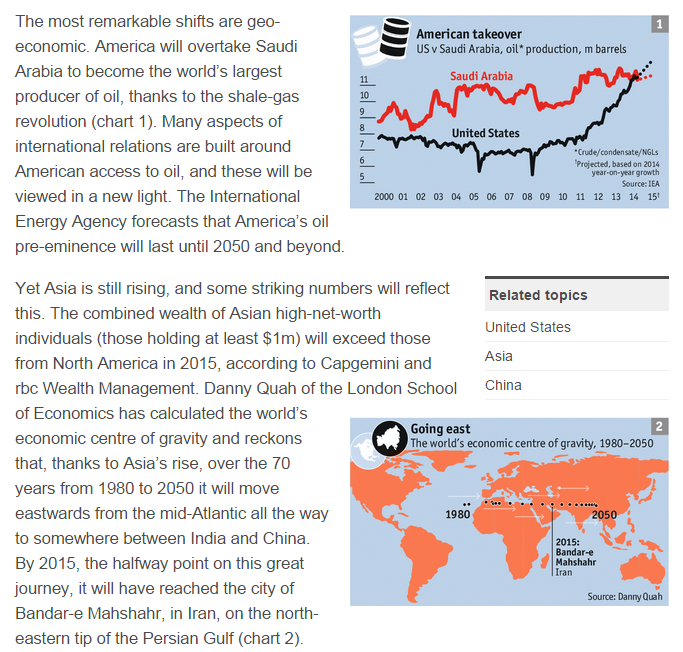 The most remarkable shifts are geo-
economic. America will overtake Saudi
Arabia to become the world's largest
producer of oil, thanks to the shale-gas
revolution (chart 1). Many aspects of
international relations are built around
American access to oil, and these will be
viewed in a new light. The International
Energy Agency forecasts that America's oil
pre-eminence will last until 2050 and beyond.
1
American takeover
US v Saudi Arabia, oil* production, m barrels
Saudi Arabia
11
10
9
8
7
6
5
United States
*Crude/condensate/NGLs
†Projected, based on 2014
year-on-year growth
Source: IEA
2000 01 02 03 04 05 06 07 08 09 10 11 12 13 14 15†
Yet Asia is still rising, and some striking numbers will reflect
this. The combined wealth of Asian high-net-worth
individuals (those holding at least $1m) will exceed those
from North America in 2015, according to Capgemini and
rbc Wealth Management. Danny Quah of the London School
of Economics has calculated the world's
economic centre of gravity and reckons
that, thanks to Asia's rise, over the 70
years from 1980 to 2050 it will move
eastwards from the mid-Atlantic all the way
to somewhere between India and China.
By 2015, the halfway point on this great
journey, it will have reached the city of
Bandar-e Mahshahr, in Iran, on the north-
eastern tip of the Persian Gulf (chart 2).
Related topics
United States
Asia
China
2
Going east
The world's economic centre of gravity, 1980–2050
1980
2050
2015:
Bandar-e
Mahshahr
Iran
Source: Danny Quah